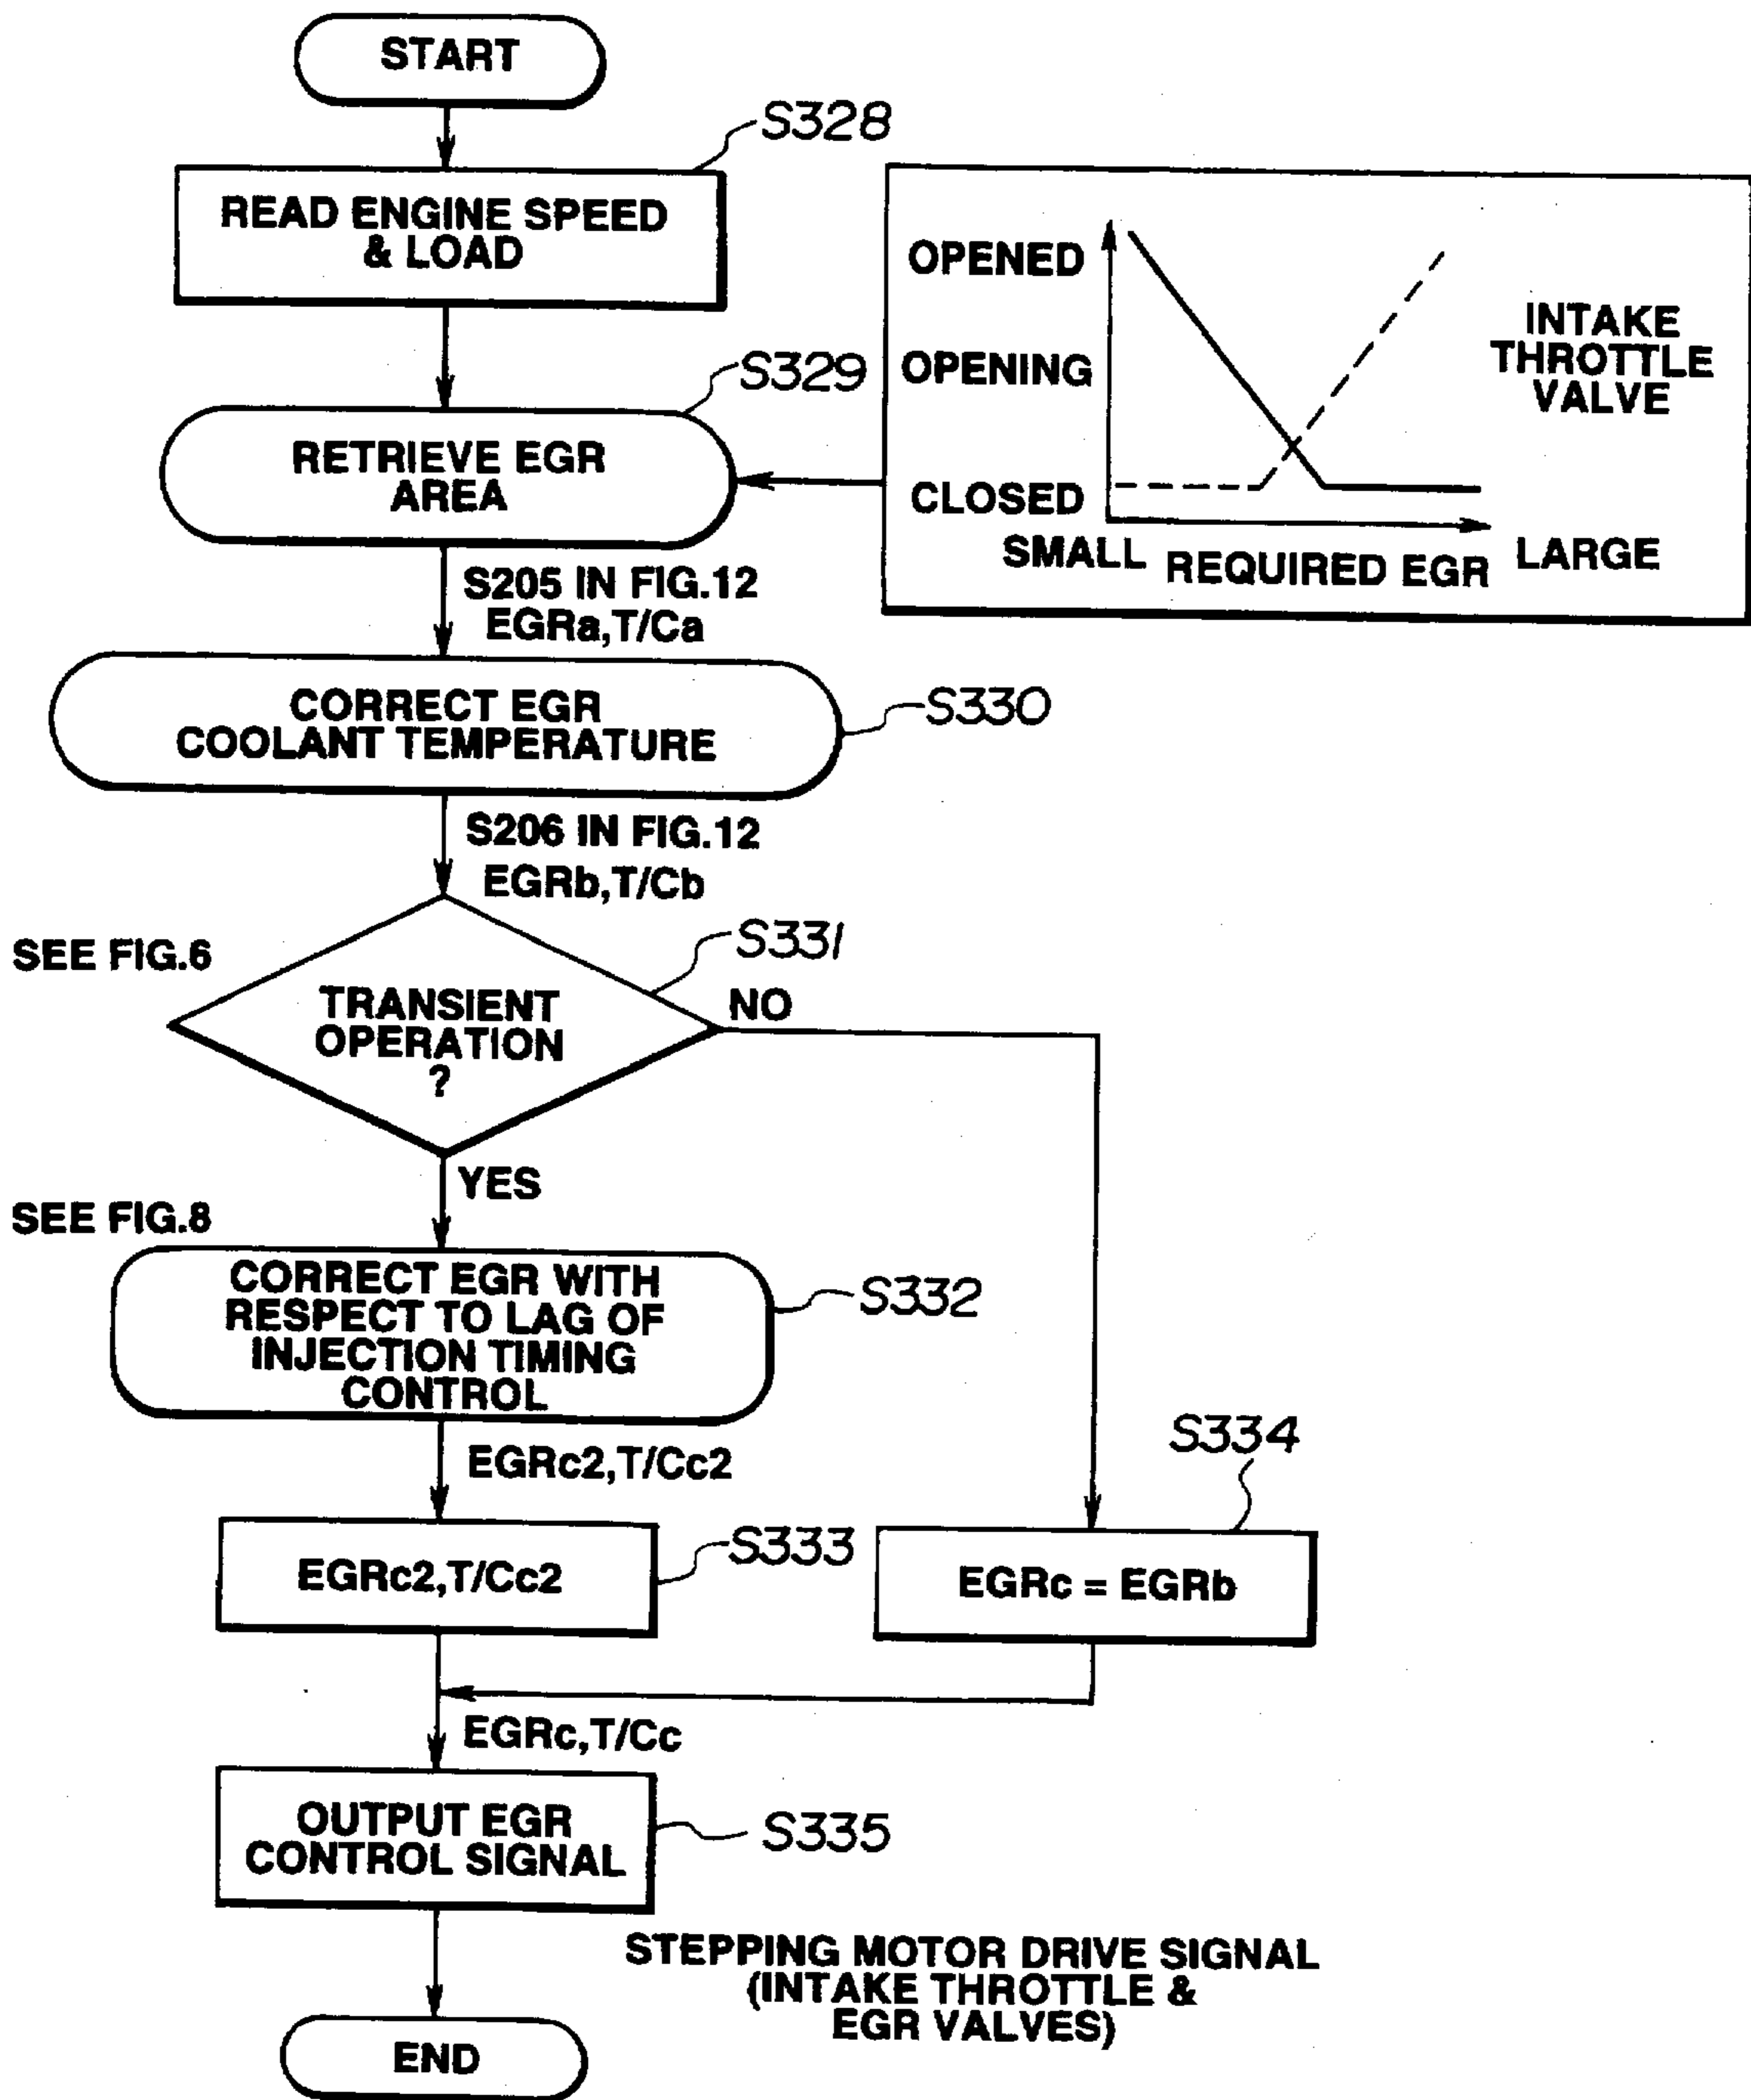 START
S328
READ ENGINE SPEED
& LOAD
S329
RETRIEVE EGR
AREA
OPENED
OPENING
CLOSED
SMALL
REQUIRED EGR
LARGE
INTAKE
THROTTLE
VALVE
S205 IN FIG.12
EGRa,T/Ca
CORRECT EGR
COOLANT TEMPERATURE
S330
S206 IN FIG.12
EGRb,T/Cb
SEE FIG.6
S331
TRANSIENT
OPERATION
?
NO
YES
SEE FIG.8
CORRECT EGR WITH
RESPECT TO LAG OF
INJECTION TIMING
CONTROL
S332
EGRc2,T/Cc2
S334
EGRc2,T/Cc2
S333
EGRc = EGRb
EGRc,T/Cc
OUTPUT EGR
CONTROL SIGNAL
S335
STEPPING MOTOR DRIVE SIGNAL
(INTAKE THROTTLE &
EGR VALVES)
END